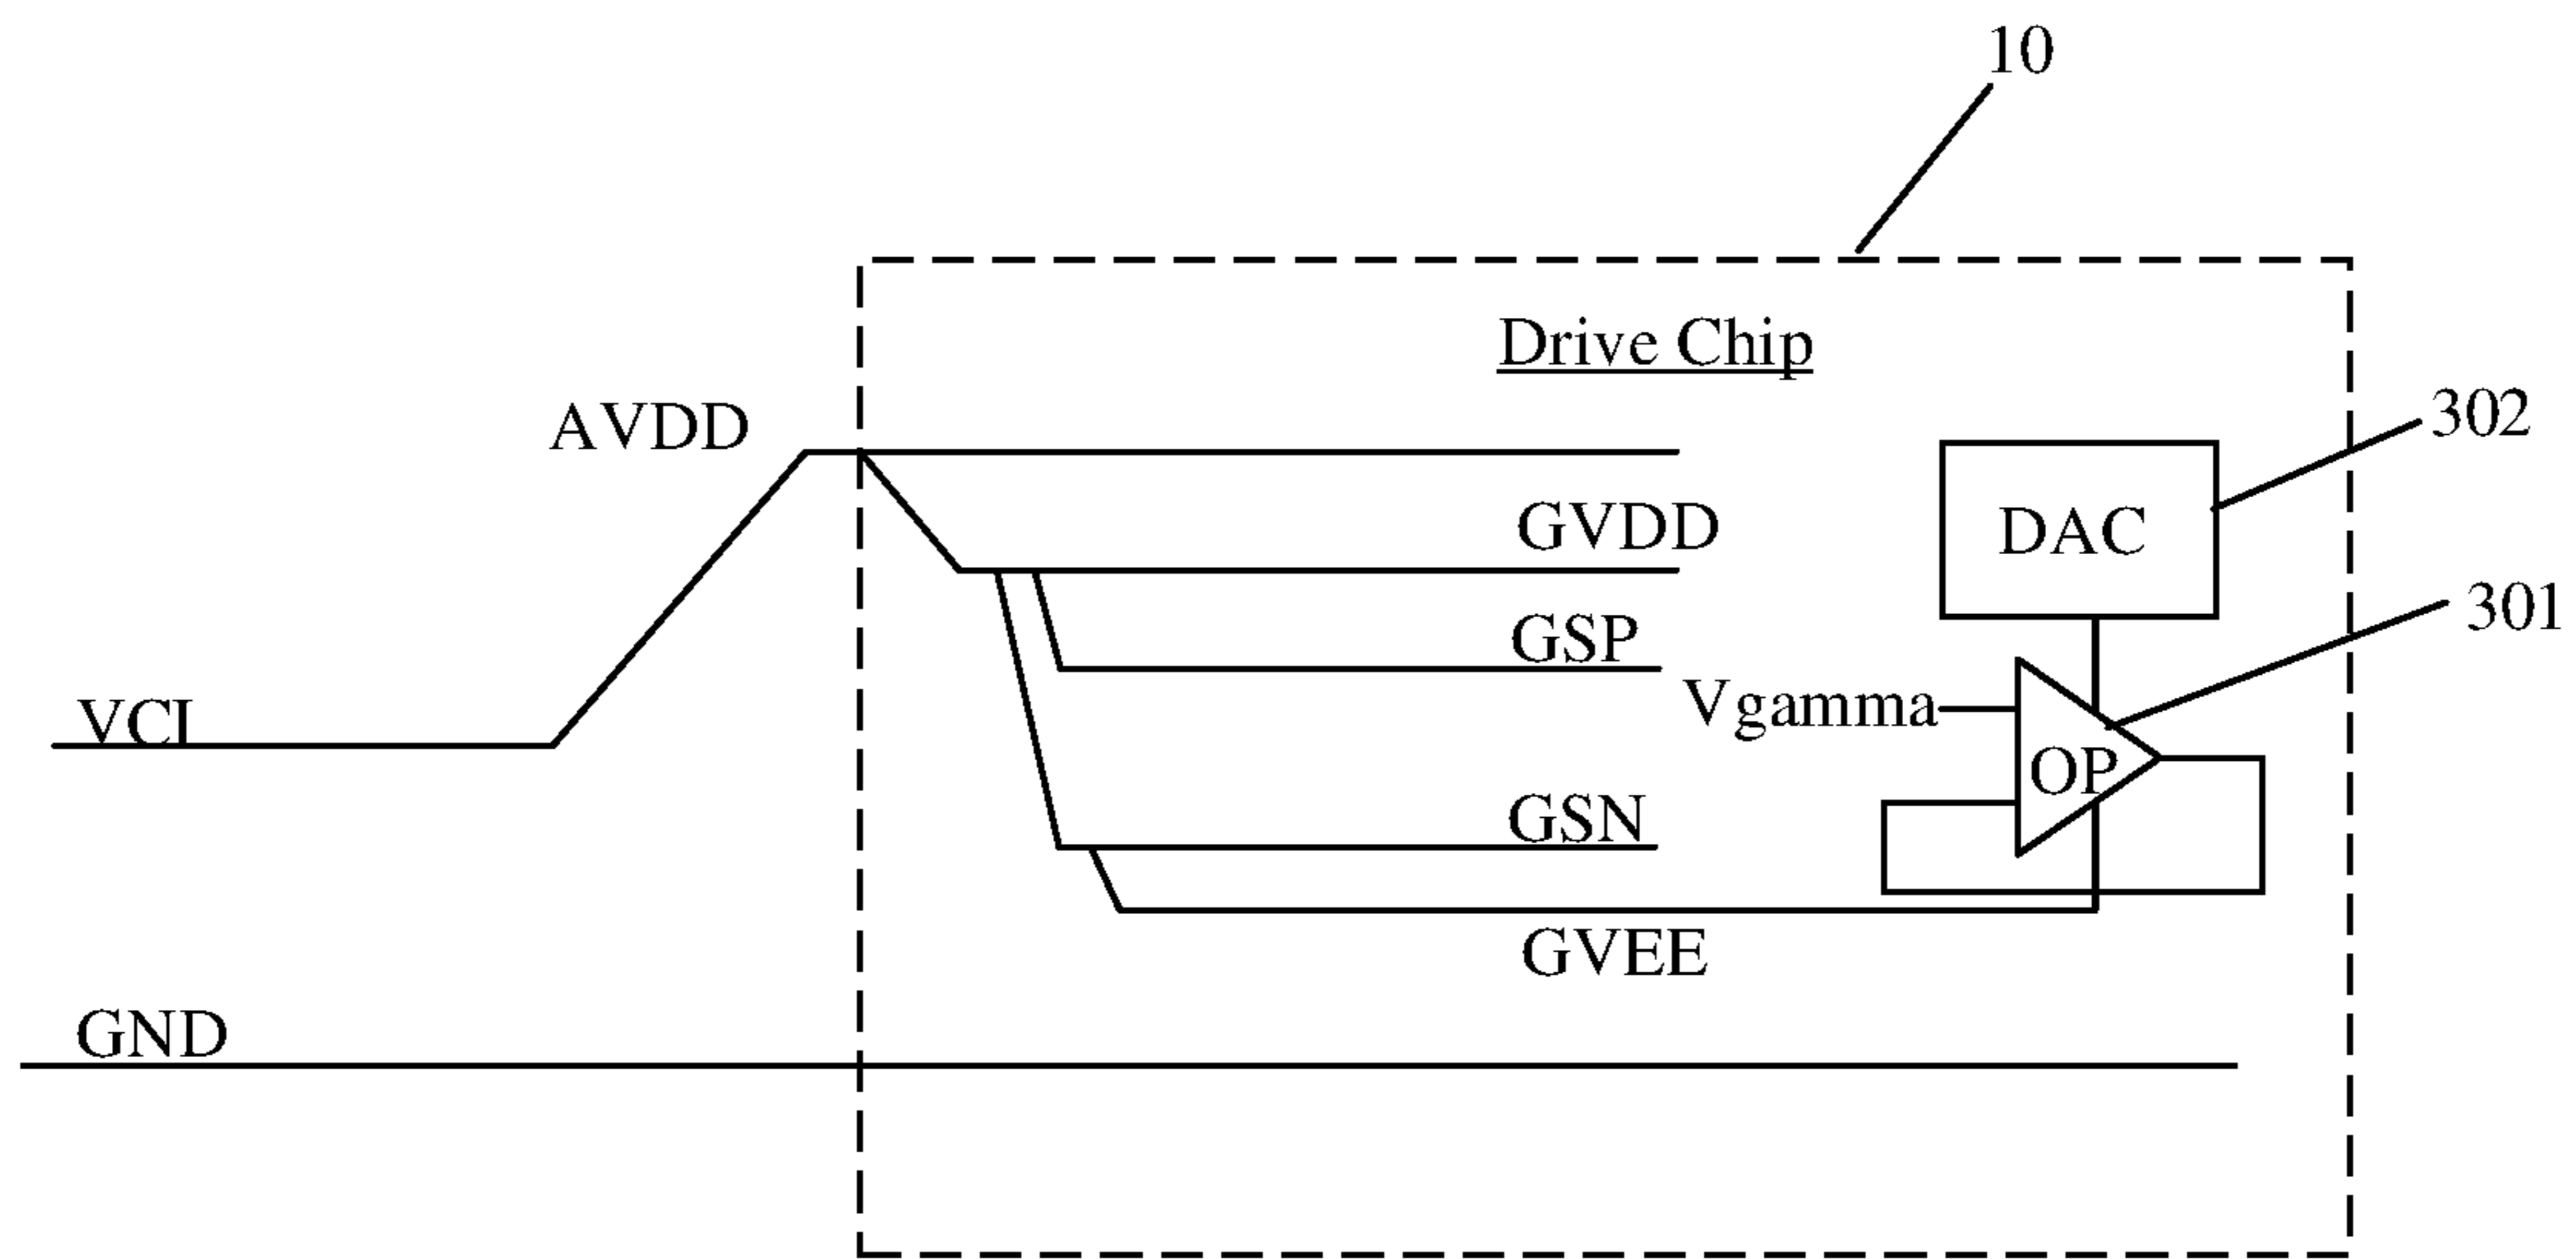 10
Drive Chip
AVDD
302
GVDD
DAC
301
GSP
Vgamma
VCI
OP
GSN
GVEE
GND